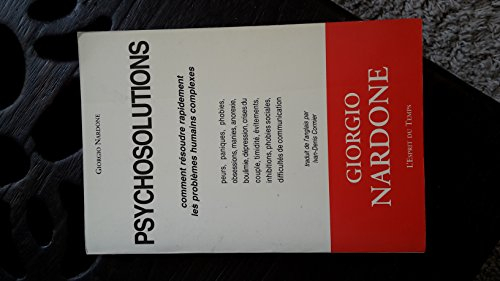 GIORGIO NARDONE
PSYCHOSOLUTIONS
comment résoudre rapidement
les problèmes humains complexes
peurs, paniques, phobies,
obsessions, manies, anorexie,
boulimie, dépression, crises du
couple, timidité, évitements,
inhibitions, phobies sociales,
difficultés de communication
traduit de l'anglais par
Ivan-Denis Cormier
GIORGIO
NARDONE
L'ESPRIT DU TEMPS